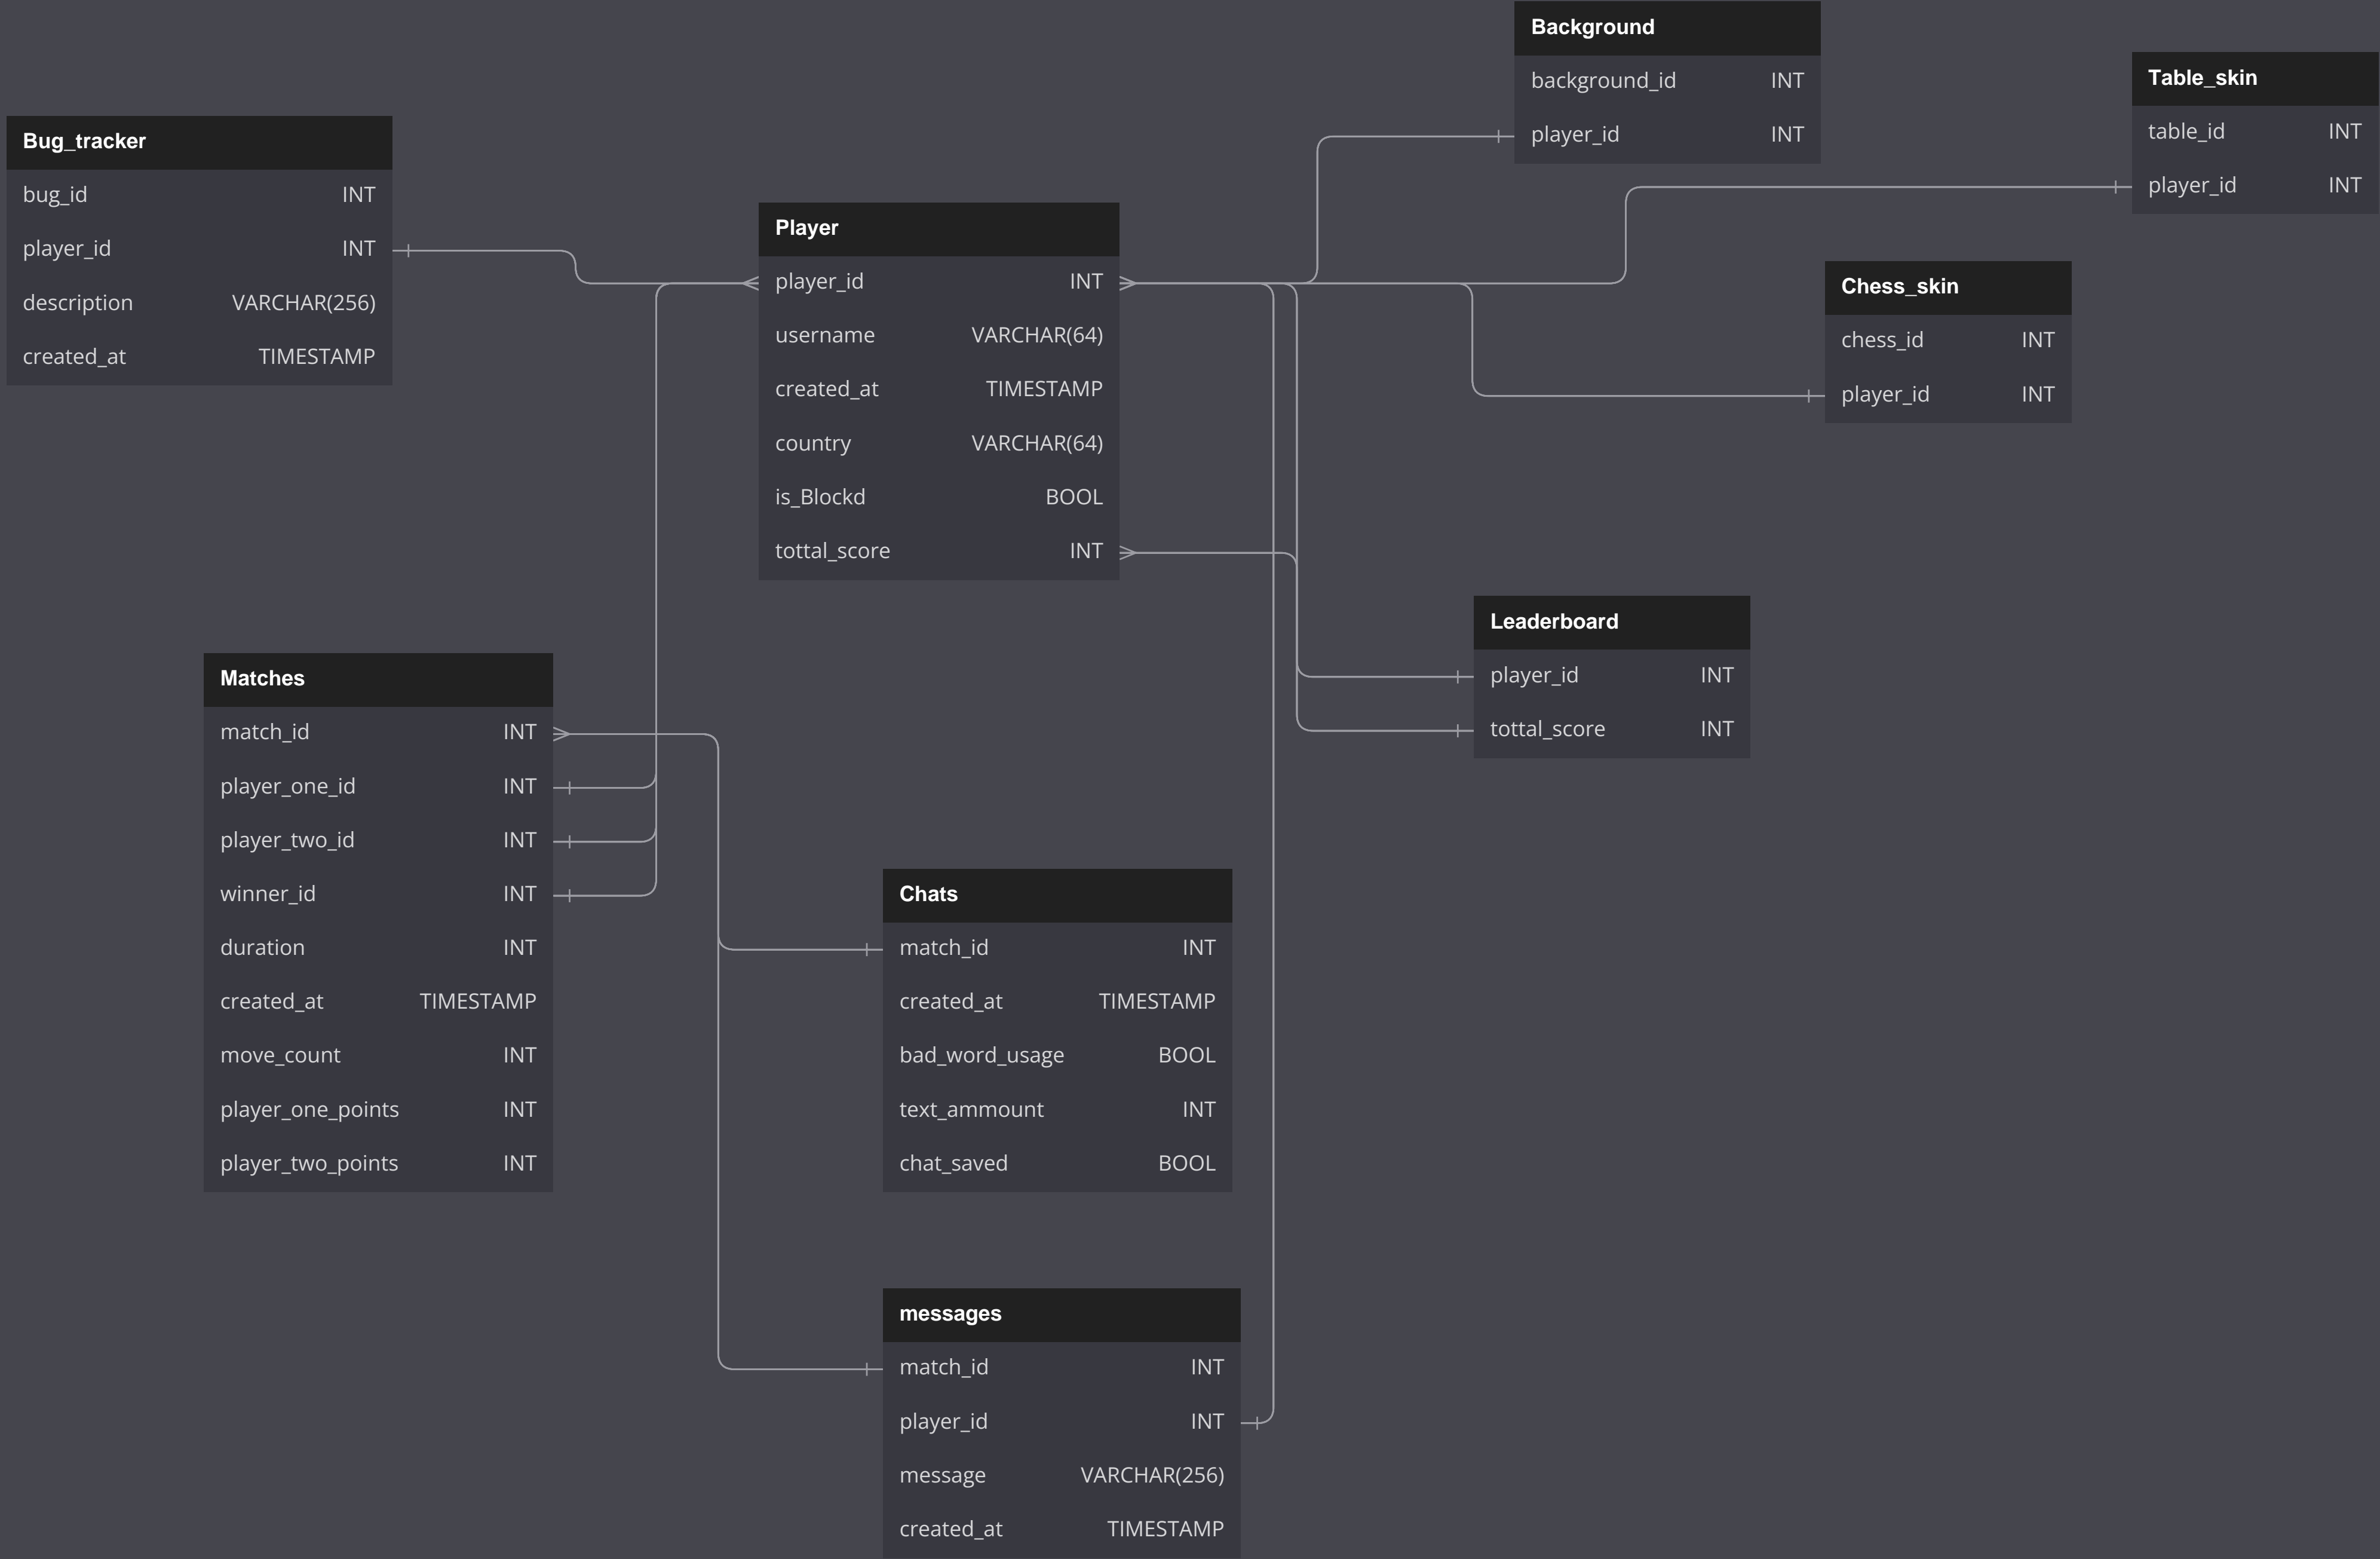 Background
background_id INT
player_id INT
Table_skin
table_id INT
player_id INT
Bug_tracker
bug_id INT
player_id INT
description VARCHAR(256)
created_at TIMESTAMP
Player
player_id INT
username VARCHAR(64)
created_at TIMESTAMP
country VARCHAR(64)
is_Blockd BOOL
tottal_score INT
Chess_skin
chess_id INT
player_id INT
Leaderboard
player_id INT
tottal_score INT
Matches
match_id INT
player_one_id INT
player_two_id INT
winner_id INT
duration INT
created_at TIMESTAMP
move_count INT
player_one_points INT
player_two_points INT
Chats
match_id INT
created_at TIMESTAMP
bad_word_usage BOOL
text_ammount INT
chat_saved BOOL
messages
match_id INT
player_id INT
message VARCHAR(256)
created_at TIMESTAMP